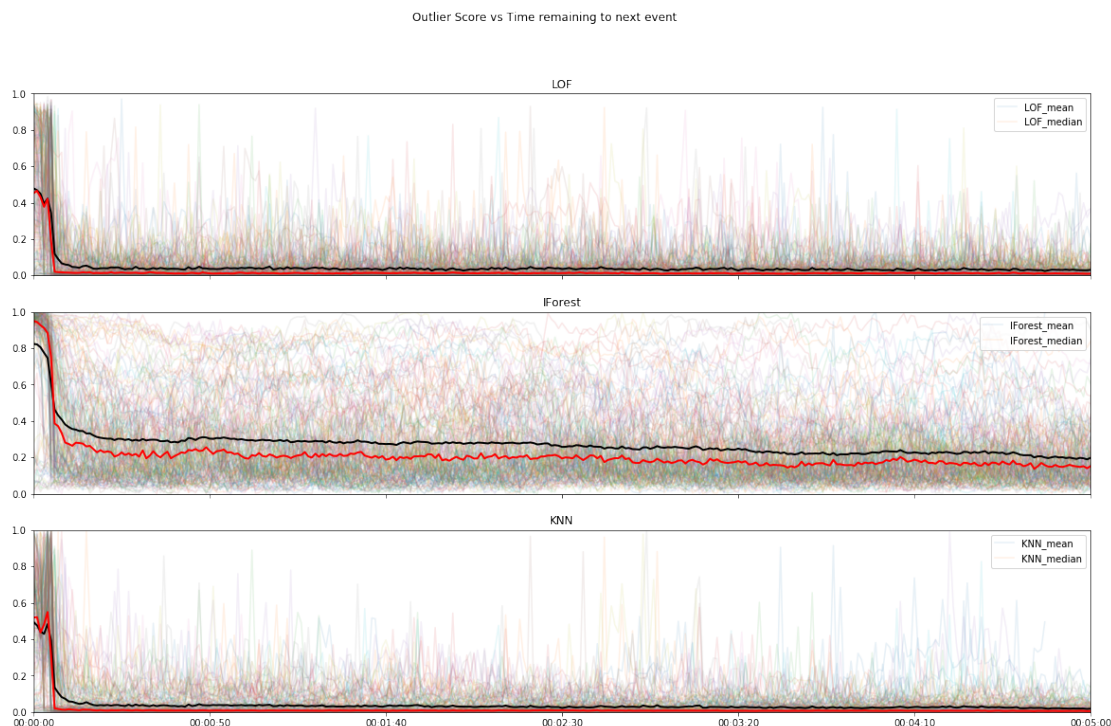 Outlier Score vs Time remaining to next event
LOF
1.0
0.8
0.6
0.4
0.2
0.0
LOF_mean
LOF_median
IForest
1.0
0.8
0.6
0.4
0.2
0.0
IForest_mean
IForest_median
KNN
1.0
0.8
0.6
0.4
0.2
0.0
KNN_mean
KNN_median
00:00:00 00:00:50 00:01:40 00:02:30 00:03:20 00:04:10 00:05:00